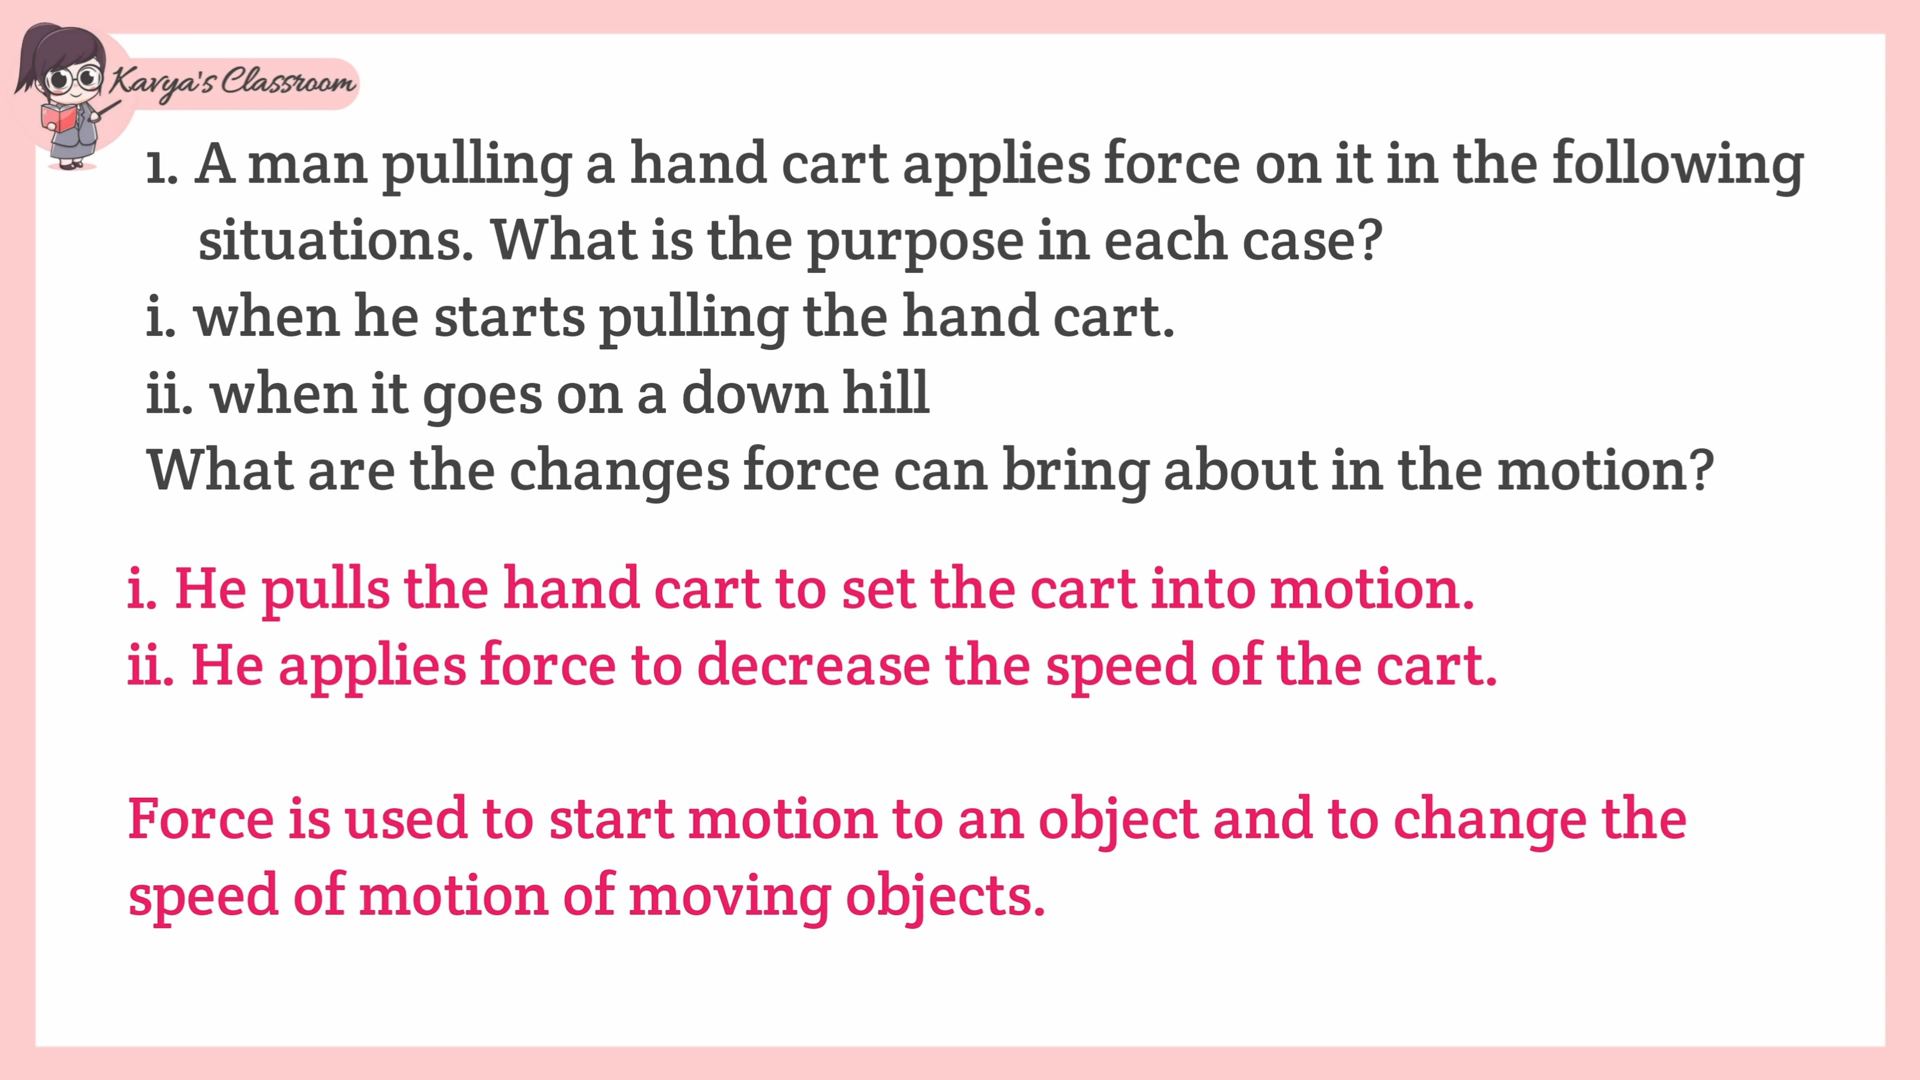 Kavya's Classroom
1. A man pulling a hand cart applies force on it in the following
situations. What is the purpose in each case?
i. when he starts pulling the hand cart.
ii. when it goes on a down hill
What are the changes force can bring about in the motion?
i. He pulls the hand cart to set the cart into motion.
ii. He applies force to decrease the speed of the cart.
Force is used to start motion to an object and to change the
speed of motion of moving objects.